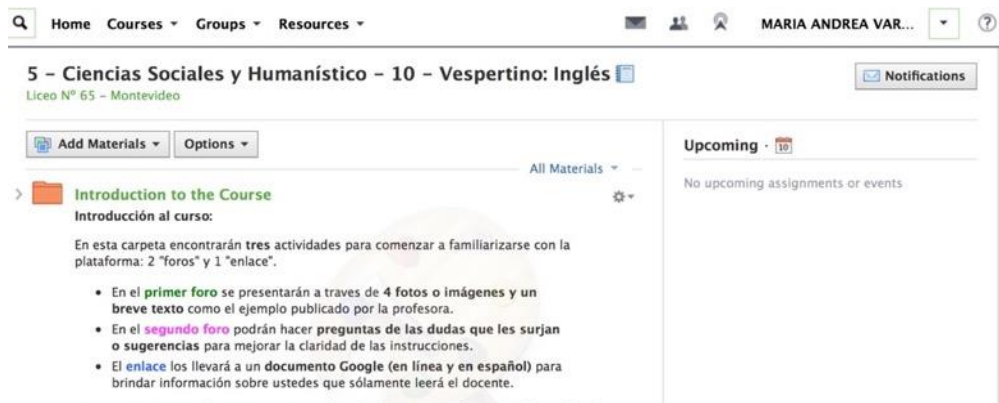 Home Courses Groups Resources MARIA ANDREA VAR...
5 – Ciencias Sociales y Humanístico – 10 – Vespertino: Inglés
Notifications
Liceo Nº 65 – Montevideo
Add Materials Options
All Materials
Introduction to the Course
Introducción al curso:
En esta carpeta encontrarán tres actividades para comenzar a familiarizarse con la
plataforma: 2 "foros" y 1 "enlace".
• En el primer foro se presentarán a traves de 4 fotos o imágenes y un
breve texto como el ejemplo publicado por la profesora.
• En el segundo foro podrán hacer preguntas de las dudas que les surjan
o sugerencias para mejorar la claridad de las instrucciones.
• El enlace los llevará a un documento Google (en línea y en español) para
brindar información sobre ustedes que sólamente leerá el docente.
Upcoming · 10
No upcoming assignments or events